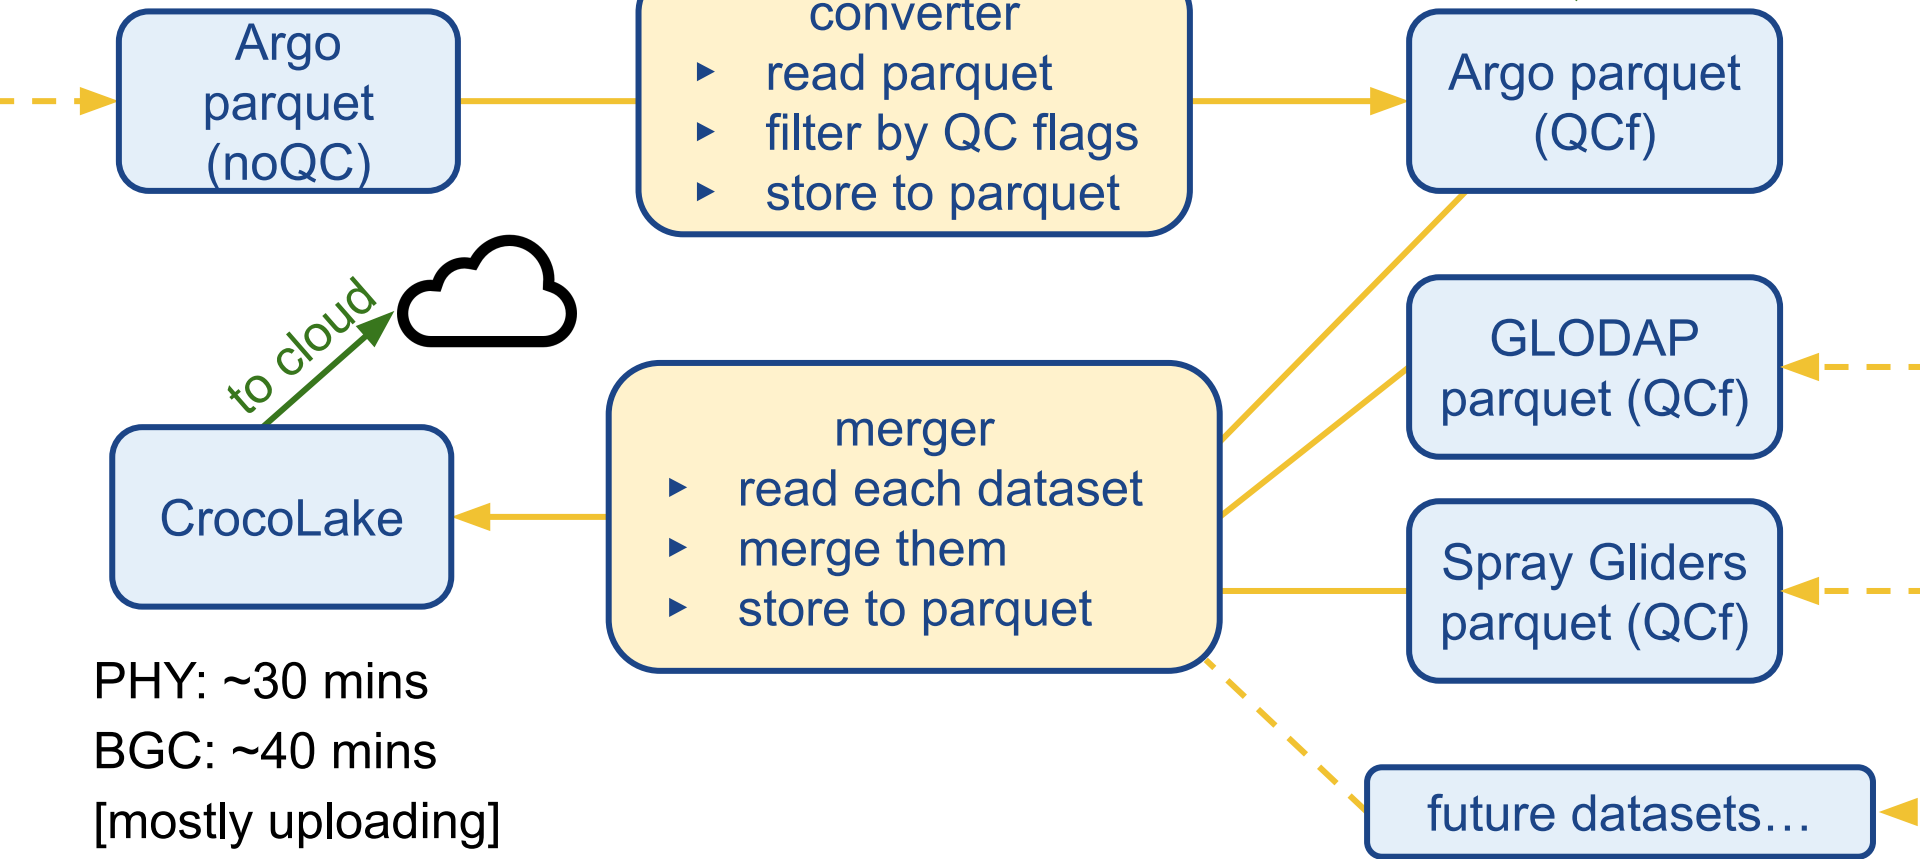 Argo
parquet
(noQC)
converter
► read parquet
► filter by QC flags
► store to parquet
Argo parquet
(QCf)
to cloud
GLODAP
parquet (QCf)
merger
► read each dataset
► merge them
► store to parquet
CrocoLake
Spray Gliders
parquet (QCf)
PHY: ~30 mins
BGC: ~40 mins
[mostly uploading]
future datasets…